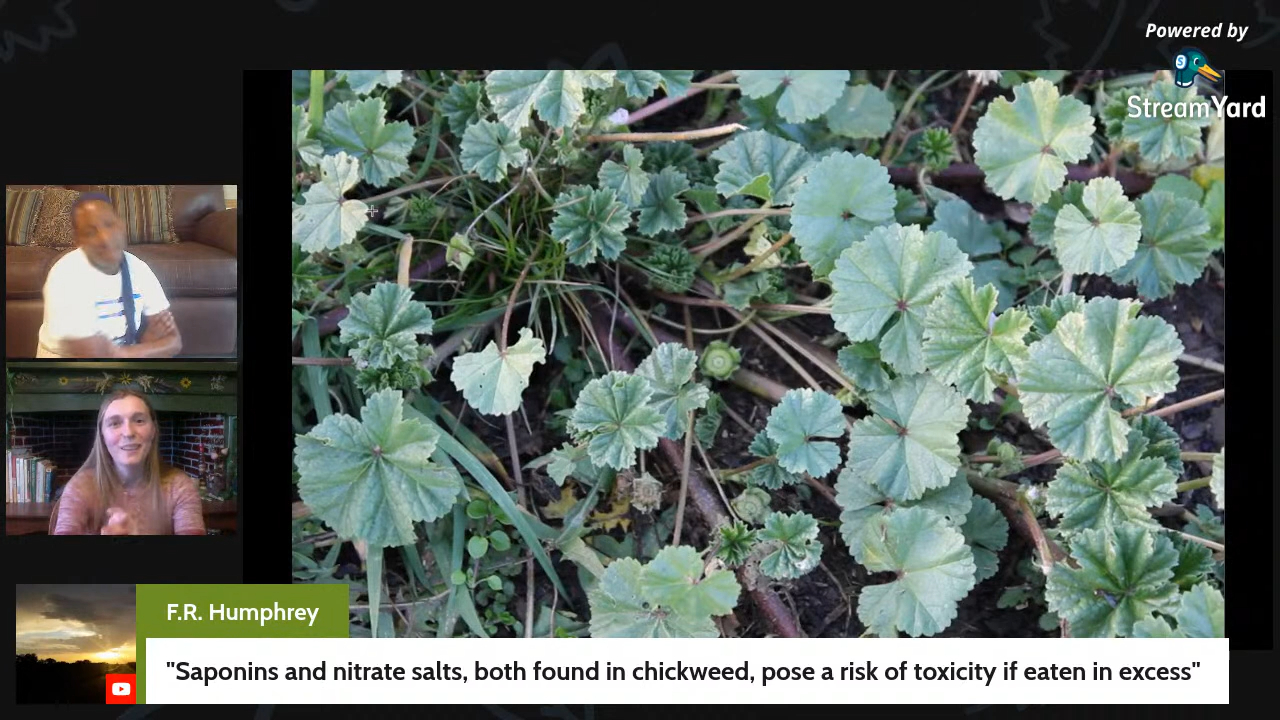 Powered by
StreamYard
F.R. Humphrey
"Saponins and nitrate salts, both found in chickweed, pose a risk of toxicity if eaten in excess"